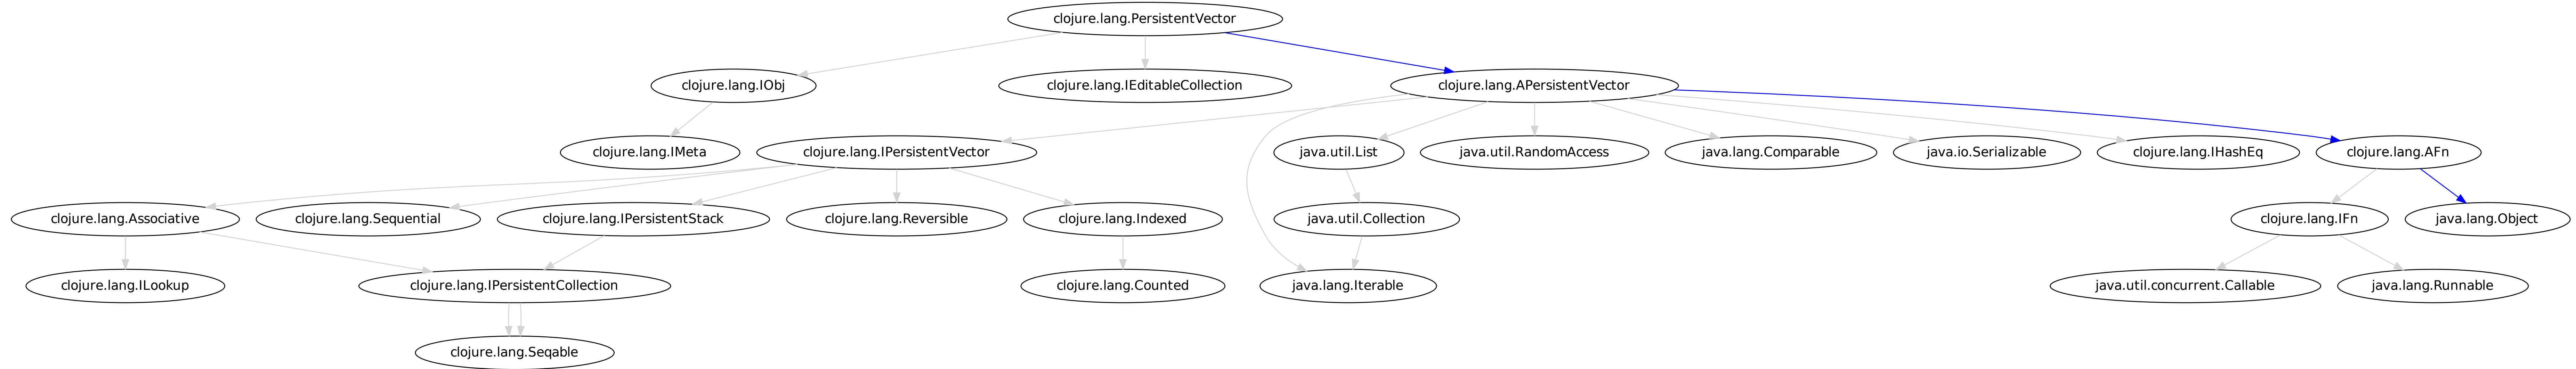 clojure.lang.PersistentVector
clojure.lang.IObj
clojure.lang.IEditableCollection
clojure.lang.APersistentVector
clojure.lang.IMeta
clojure.lang.IPersistentVector
java.util.List
java.util.RandomAccess
java.lang.Comparable
java.io.Serializable
clojure.lang.IHashEq
clojure.lang.AFn
clojure.lang.Associative
clojure.lang.Sequential
clojure.lang.IPersistentStack
clojure.lang.Reversible
clojure.lang.Indexed
java.util.Collection
clojure.lang.IFn
java.lang.Object
clojure.lang.ILookup
clojure.lang.IPersistentCollection
clojure.lang.Counted
java.lang.Iterable
java.util.concurrent.Callable
java.lang.Runnable
clojure.lang.Seqable